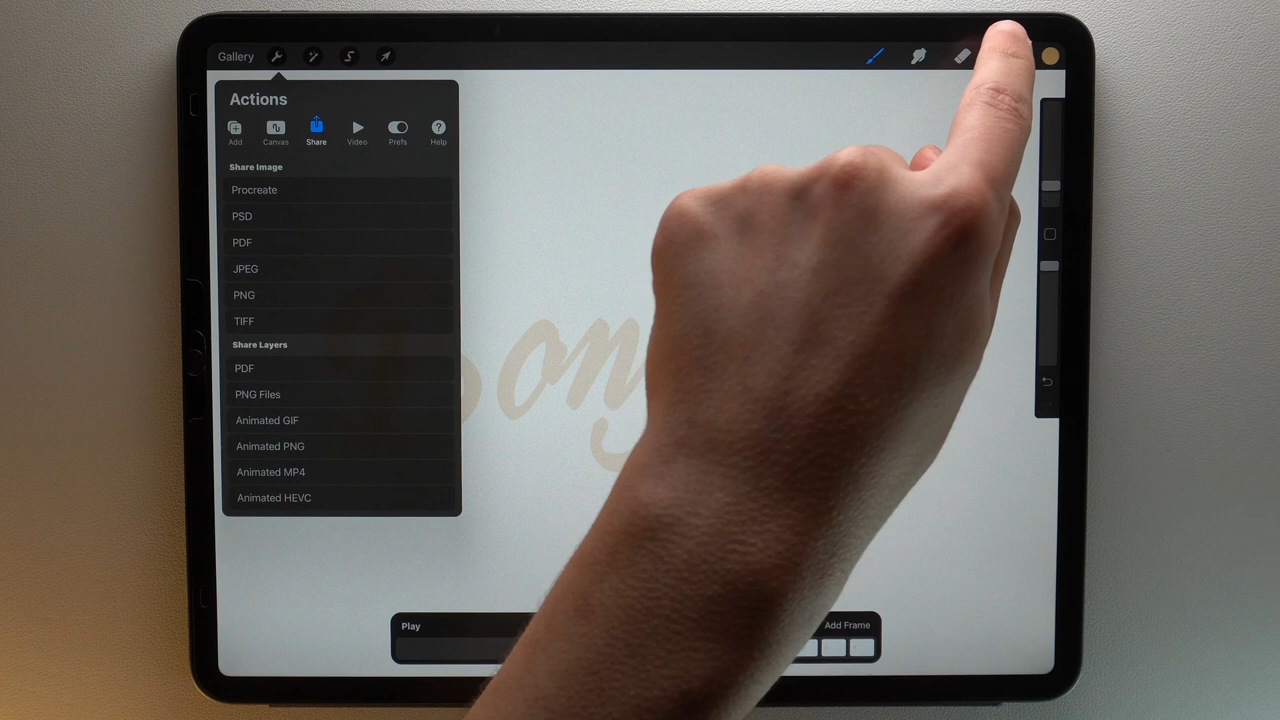 Gallery
Actions
Add Canvas Share Video Prefs Help
Share Image
Procreate
PSD
PDF
JPEG
PNG
TIFF
Share Layers
PDF
PNG Files
Animated GIF
Animated PNG
Animated MP4
Animated HEVC
Play Add Frame